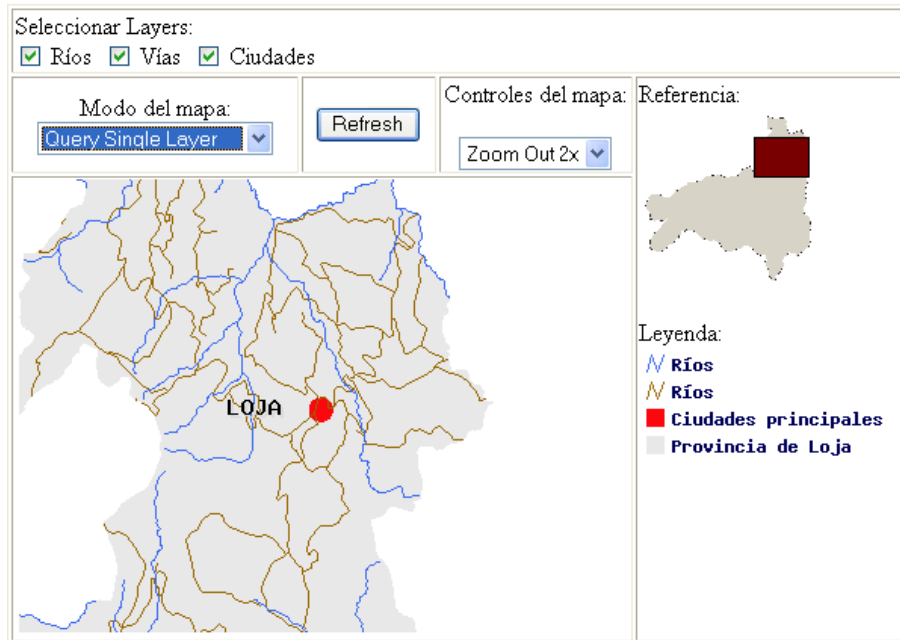 Seleccionar Layers:
Ríos Vías Ciudades
Modo del mapa:
Query Single Layer
Refresh
Controles del mapa:
Zoom Out 2x
Referencia:
LOJA
Leyenda:
Ríos
Ríos
Ciudades principales
Provincia de Loja